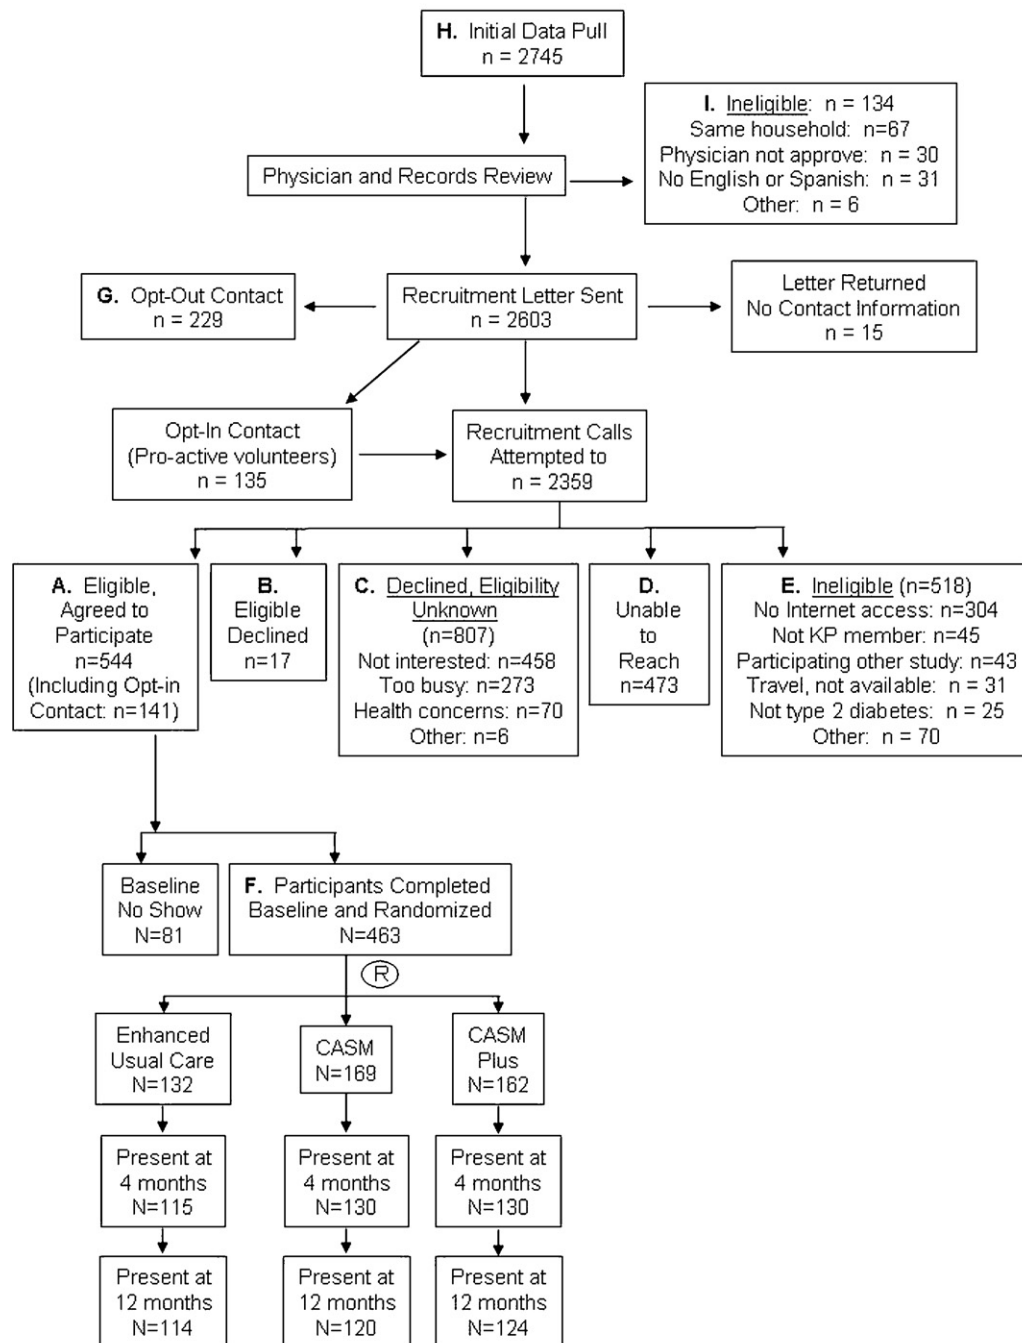 H. Initial Data Pull
n = 2745
I. Ineligible: n = 134
Same household: n=67
Physician not approve: n = 30
No English or Spanish: n = 31
Other: n = 6
Physician and Records Review
G. Opt-Out Contact
n = 229
Recruitment Letter Sent
n = 2603
Letter Returned
No Contact Information
n = 15
Opt-In Contact
(Pro-active volunteers)
n = 135
Recruitment Calls
Attempted to
n = 2359
A. Eligible,
Agreed to
Participate
n=544
(Including Opt-in
Contact: n=141)
B.
Eligible
Declined
n=17
C. Declined, Eligibility
Unknown
(n=807)
Not interested: n=458
Too busy: n=273
Health concerns: n=70
Other: n=6
D.
Unable
to
Reach
n=473
E. Ineligible (n=518)
No Internet access: n=304
Not KP member: n=45
Participating other study: n=43
Travel, not available: n = 31
Not type 2 diabetes: n = 25
Other: n = 70
Baseline
No Show
N=81
F. Participants Completed
Baseline and Randomized
N=463
R
Enhanced
Usual Care
N=132
CASM
N=169
CASM
Plus
N=162
Present at
4 months
N=115
Present at
4 months
N=130
Present at
4 months
N=130
Present at
12 months
N=114
Present at
12 months
N=120
Present at
12 months
N=124